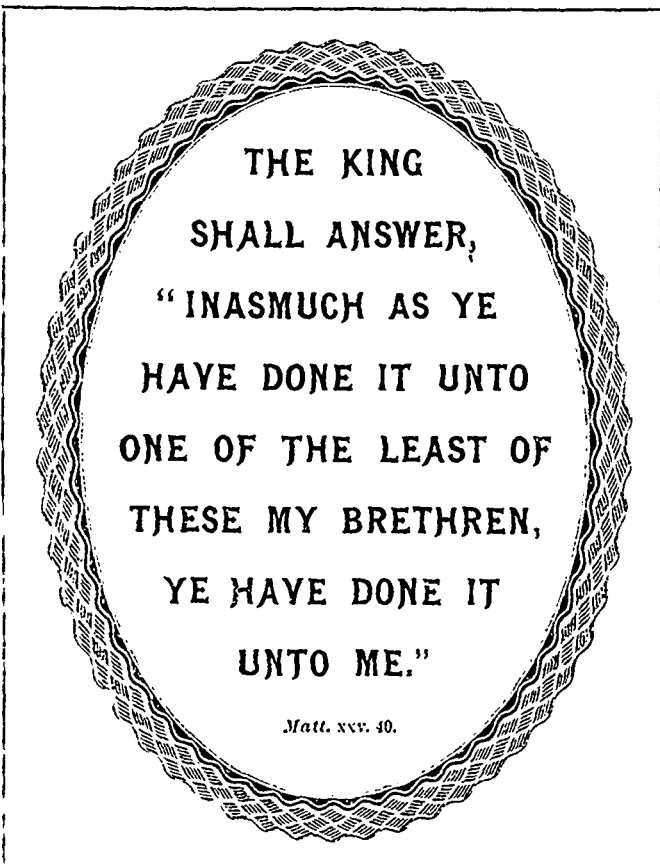 THE KING
SHALL ANSWER,
“INASMUCH AS YE
HAVE DONE IT UNTO
ONE OF THE LEAST OF
THESE MY BRETHREN,
YE HAVE DONE IT
UNTO ME.”
Matt. xxv. 40.